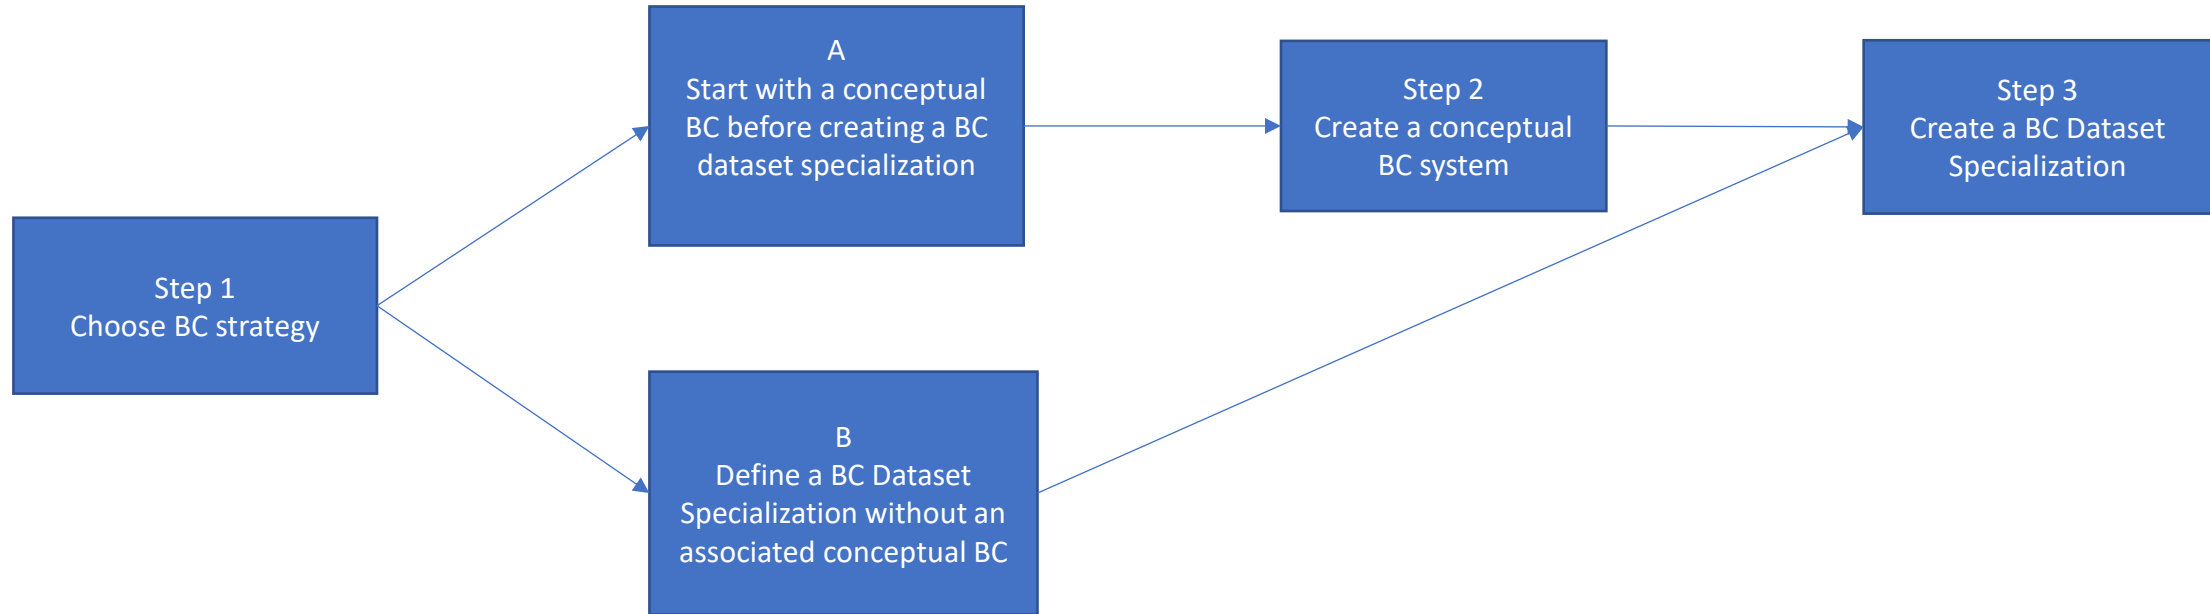 Step 1
Choose BC strategy
A
Start with a conceptual
BC before creating a BC
dataset specialization
B
Define a BC Dataset
Specialization without an
associated conceptual BC
Step 2
Create a conceptual
BC system
Step 3
Create a BC Dataset
Specialization